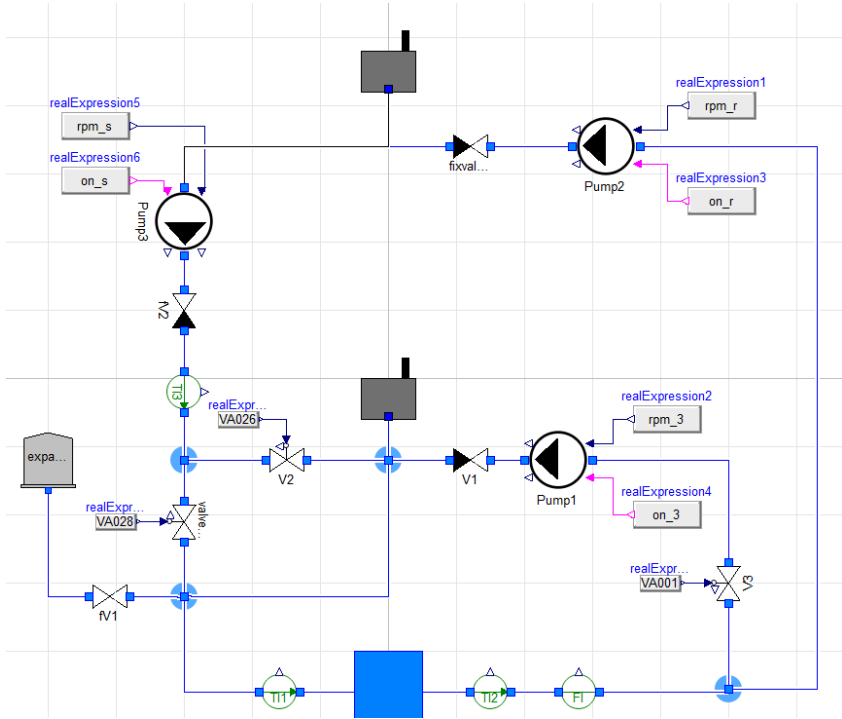 realExpression1
rpm_r
realExpression5
rpm_s
realExpression6
on_s
fixval...
Pump2
realExpression3
on_r
Pump3
fV2
TI3
realExpr...
VA026
realExpression2
rpm_3
expa...
V2
V1
Pump1
realExpression4
on_3
realExpr...
VA028
valve...
realExpr...
VA001
V3
fV1
TI1
TI2
FI